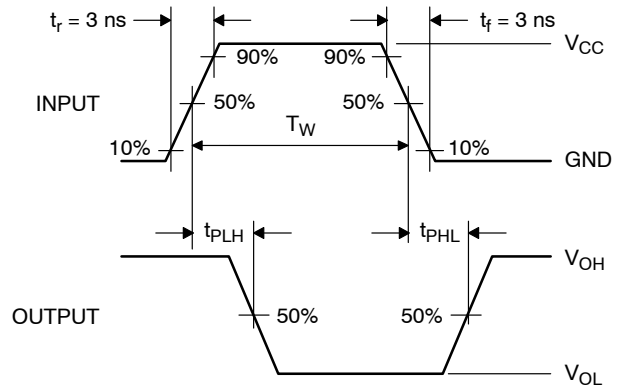 tr = 3 ns
tf = 3 ns
VCC
90%
90%
INPUT
50%
50%
TW
10%
10%
GND
tPLH
tPHL
VOH
OUTPUT
50%
50%
VOL